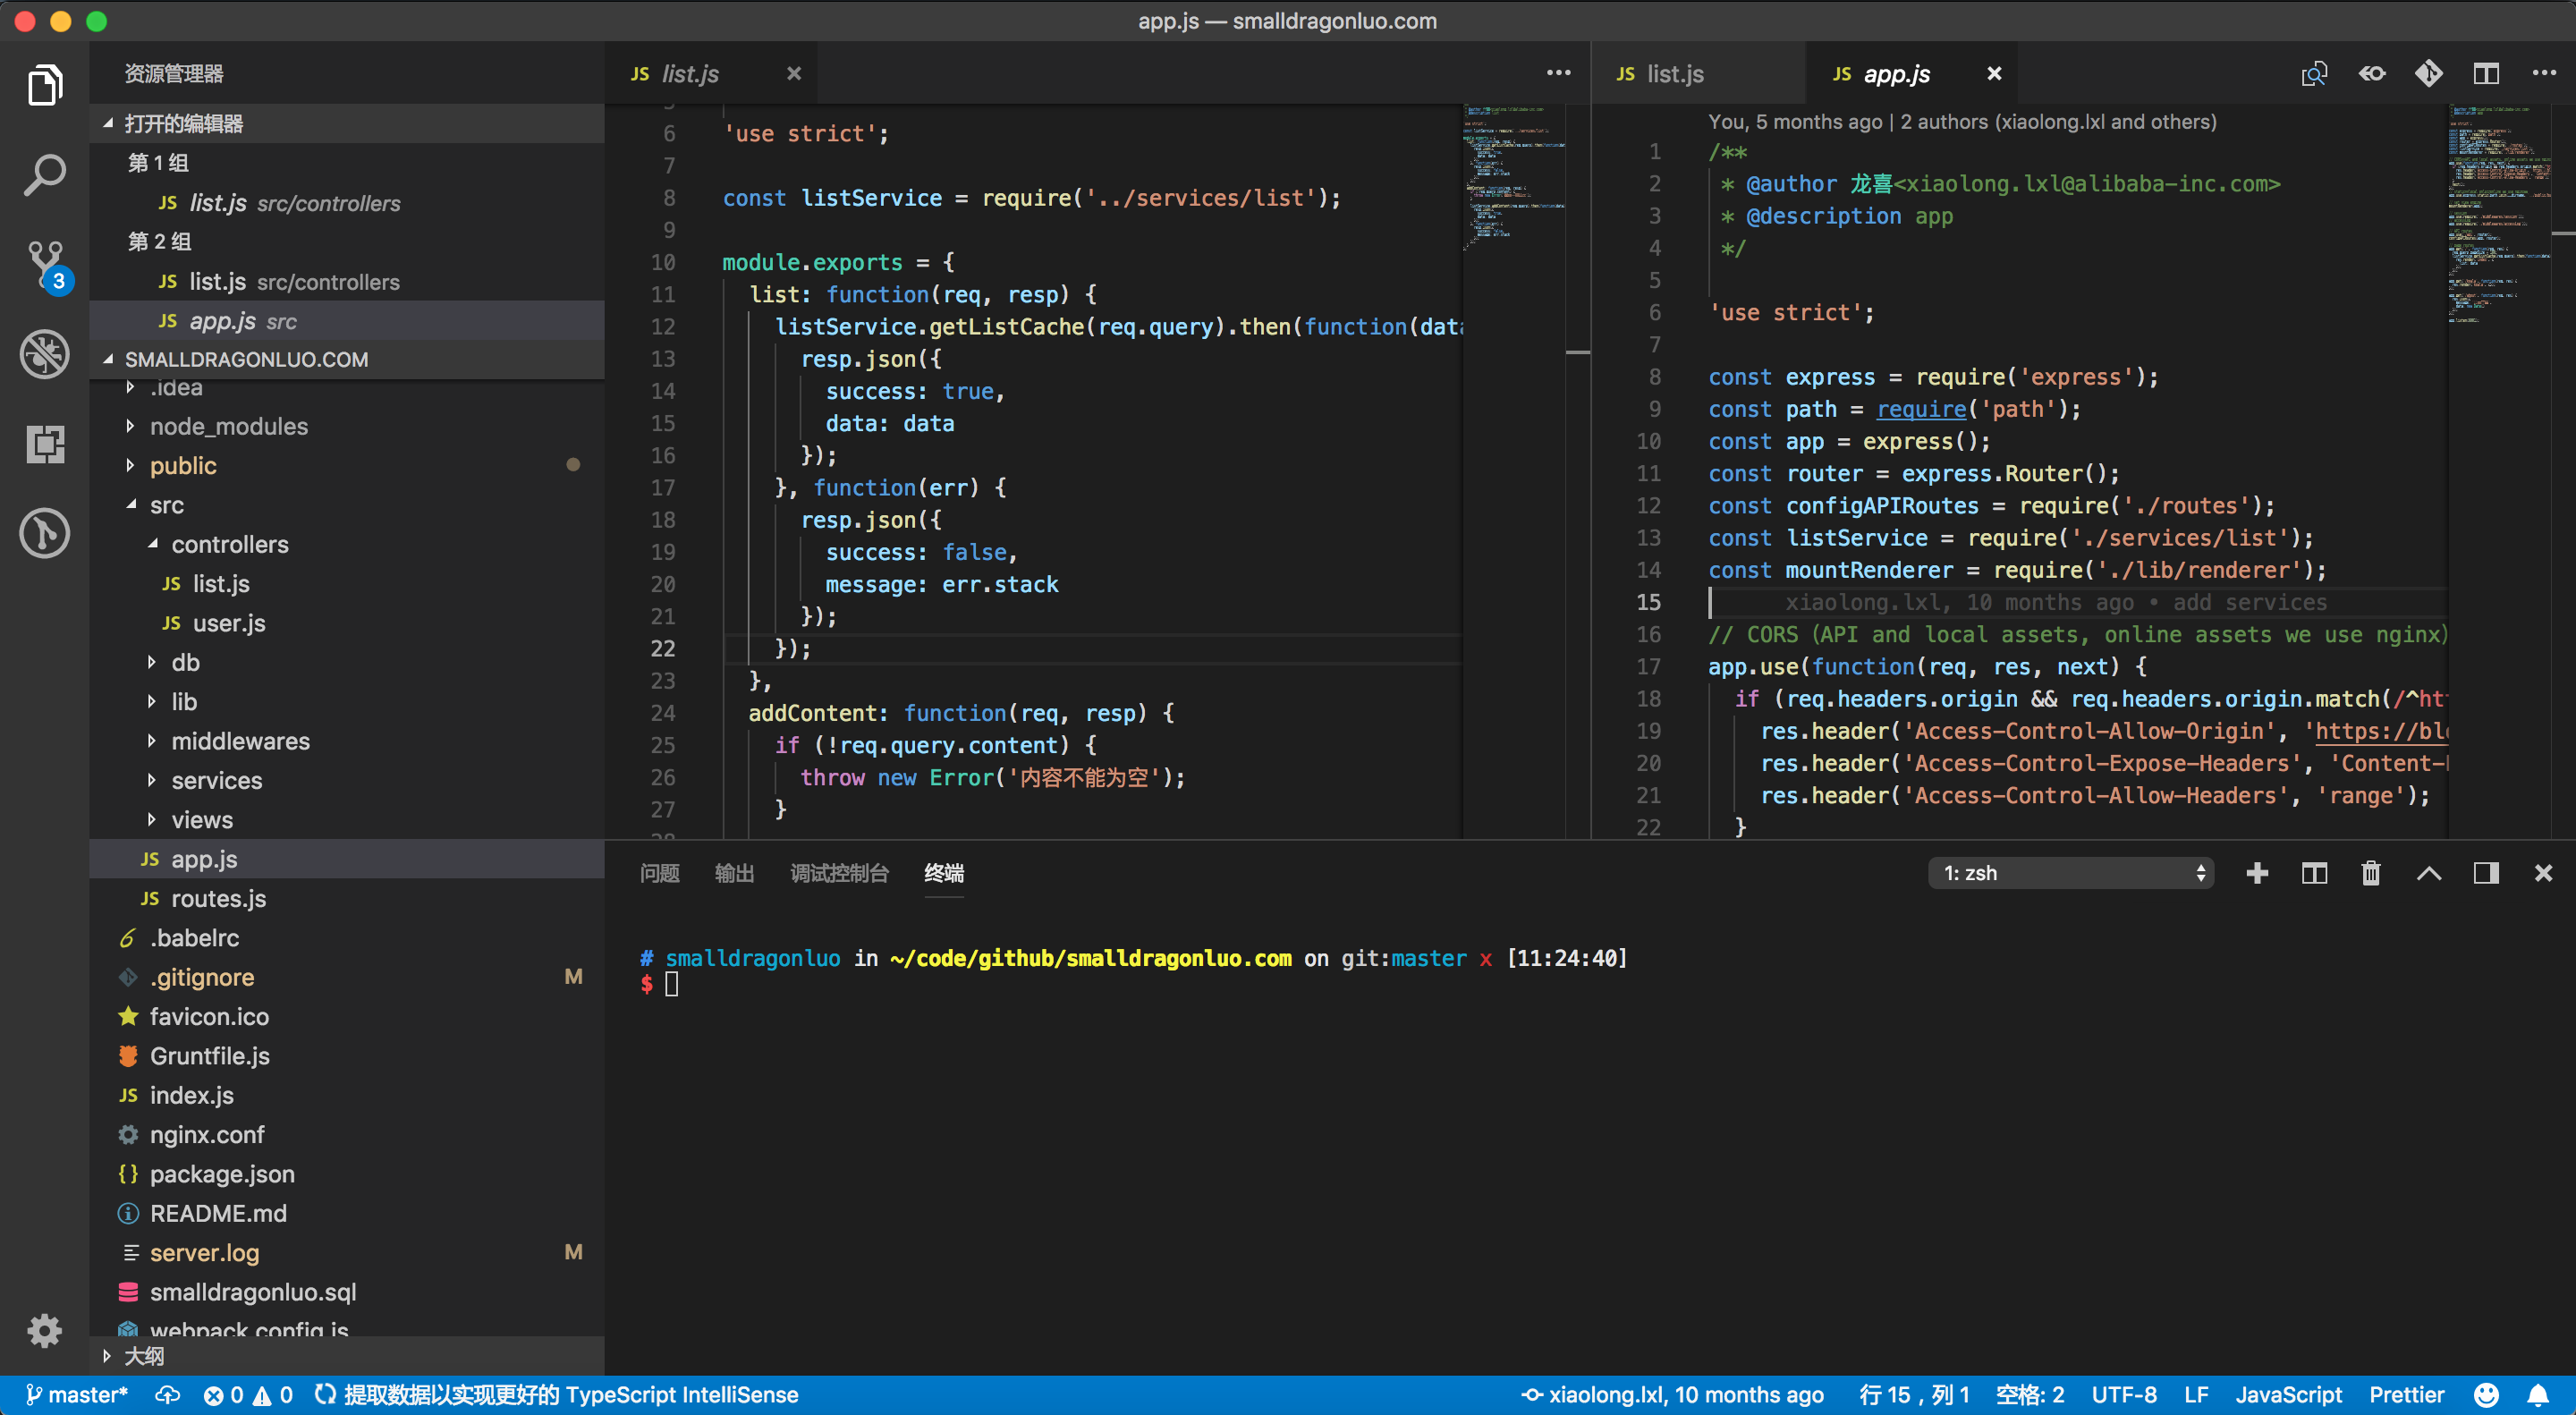 app.js — smalldragonluo.com
资源管理器
打开的编辑器
第 1 组
JS list.js src/controllers
第 2 组
JS list.js src/controllers
JS app.js src
SMALLDRAGONLUO.COM
.idea
node_modules
public
src
controllers
JS list.js
JS user.js
db
lib
middlewares
services
views
JS app.js
JS routes.js
.babelrc
.gitignore M
favicon.ico
Gruntfile.js
JS index.js
nginx.conf
{} package.json
README.md
server.log M
smalldragonluo.sql
webpack.config.js
大纲
3
JS list.js
6 'use strict';
7
8 const listService = require('../services/list');
9
10 module.exports = {
11 list: function(req, resp) {
12 listService.getListCache(req.query).then(function(data
13 resp.json({
14 success: true,
15 data: data
16 });
17 }, function(err) {
18 resp.json({
19 success: false,
20 message: err.stack
21 });
22 });
23 },
24 addContent: function(req, resp) {
25 if (!req.query.content) {
26 throw new Error('内容不能为空');
27 }
28
JS list.js JS app.js
You, 5 months ago | 2 authors (xiaolong.lxl and others)
1 /**
2 * @author 龙喜<xiaolong.lxl@alibaba-inc.com>
3 * @description app
4 */
5
6 'use strict';
7
8 const express = require('express');
9 const path = require('path');
10 const app = express();
11 const router = express.Router();
12 const configAPIRoutes = require('./routes');
13 const listService = require('./services/list');
14 const mountRenderer = require('./lib/renderer');
15 xiaolong.lxl, 10 months ago • add services
16 // CORS (API and local assets, online assets we use nginx)
17 app.use(function(req, res, next) {
18 if (req.headers.origin && req.headers.origin.match(/^ht
19 res.header('Access-Control-Allow-Origin', 'https://bl
20 res.header('Access-Control-Expose-Headers', 'Content-
21 res.header('Access-Control-Allow-Headers', 'range');
22 }
问题 输出 调试控制台 终端
1: zsh
# smalldragonluo in ~/code/github/smalldragonluo.com on git:master x [11:24:40]
$
master* 0 0 提取数据以实现更好的 TypeScript IntelliSense
xiaolong.lxl, 10 months ago 行 15，列 1 空格: 2 UTF-8 LF JavaScript Prettier